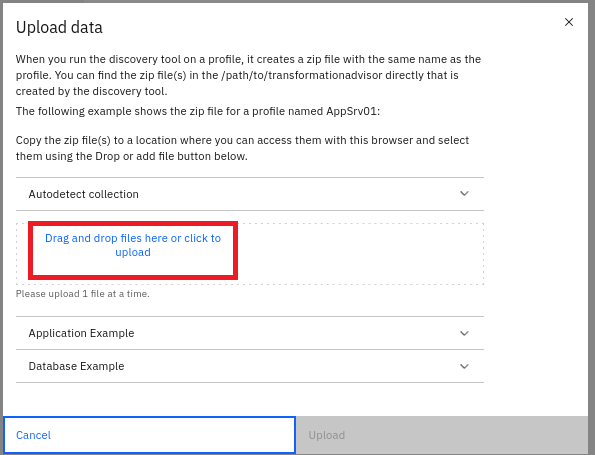 Upload data
When you run the discovery tool on a profile, it creates a zip file with the same name as the
profile. You can find the zip file(s) in the /path/to/transformationadvisor directly that is
created by the discovery tool.
The following example shows the zip file for a profile named AppSrv01:
Copy the zip file(s) to a location where you can access them with this browser and select
them using the Drop or add file button below.
Autodetect collection
Drag and drop files here or click to
upload
Please upload 1 file at a time.
Application Example
Database Example
Cancel
Upload